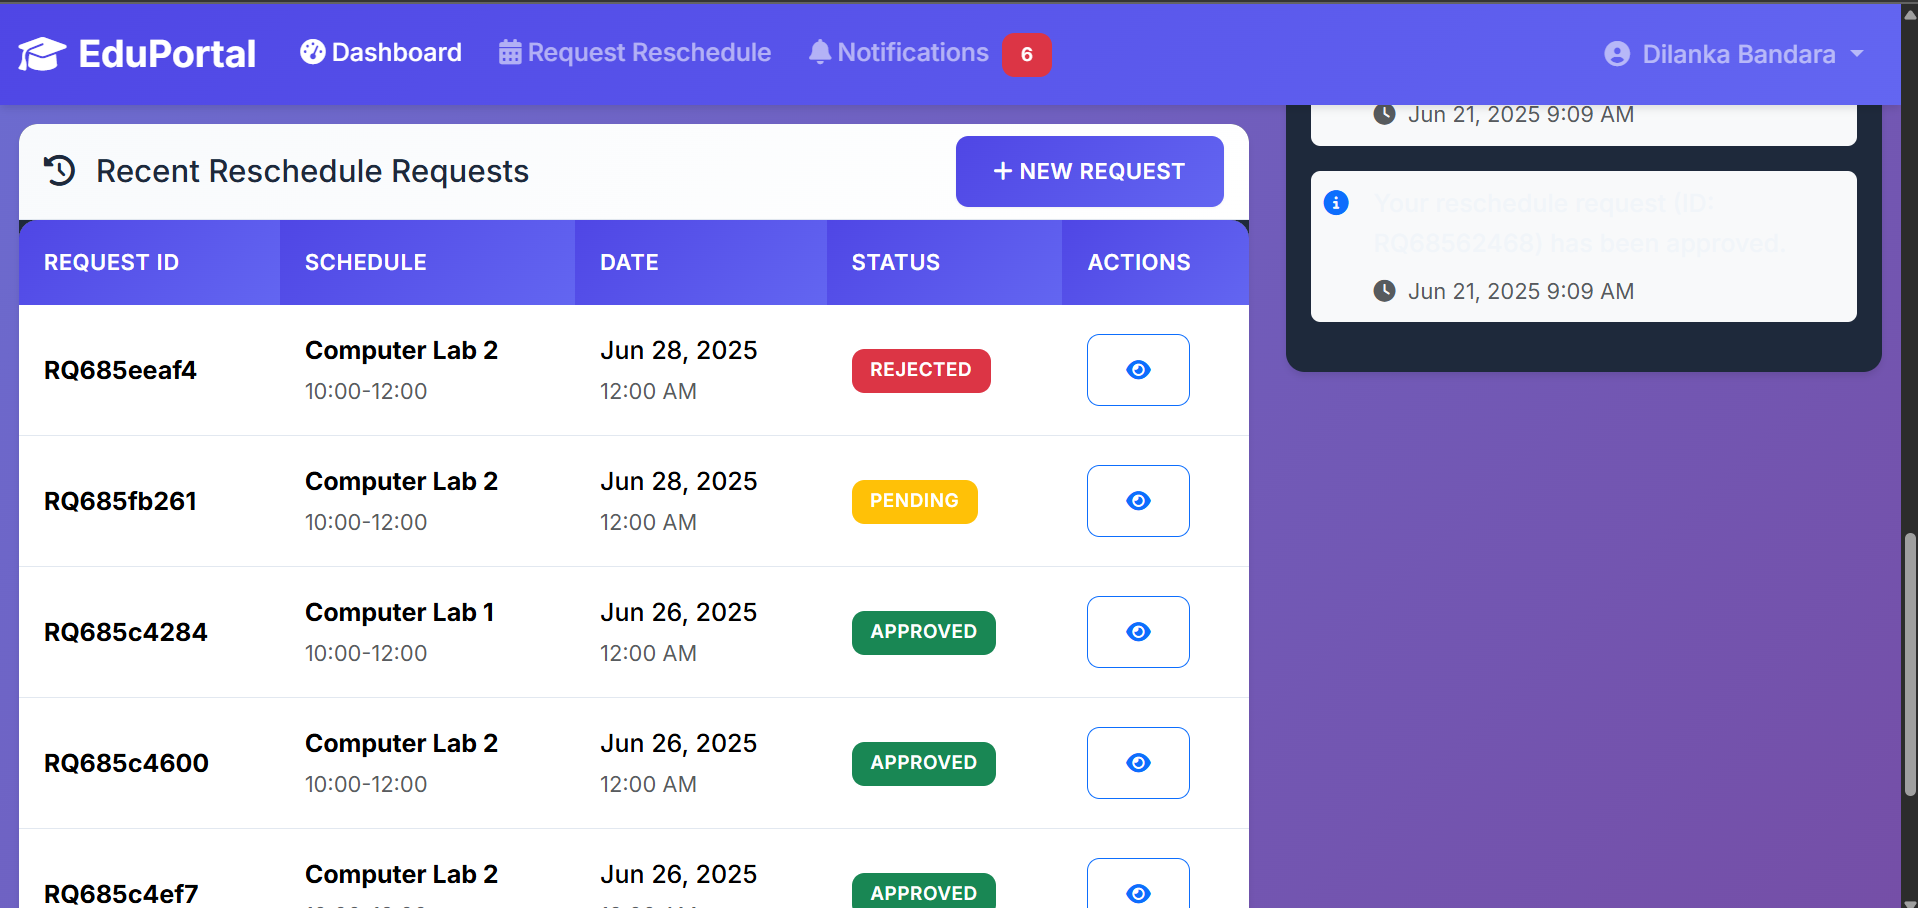 EduPortal Dashboard Request Reschedule Notifications 6 Dilanka Bandara
Recent Reschedule Requests + NEW REQUEST
REQUEST ID SCHEDULE DATE STATUS ACTIONS
RQ685eeaf4 Computer Lab 2 Jun 28, 2025 REJECTED
10:00-12:00 12:00 AM
RQ685fb261 Computer Lab 2 Jun 28, 2025 PENDING
10:00-12:00 12:00 AM
RQ685c4284 Computer Lab 1 Jun 26, 2025 APPROVED
10:00-12:00 12:00 AM
RQ685c4600 Computer Lab 2 Jun 26, 2025 APPROVED
10:00-12:00 12:00 AM
RQ685c4ef7 Computer Lab 2 Jun 26, 2025 APPROVED
Jun 21, 2025 9:09 AM
Your reschedule request (ID:
RQ68562468) has been approved.
Jun 21, 2025 9:09 AM